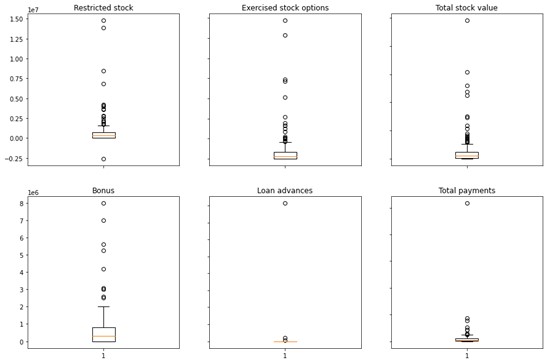 Restricted stock
Exercised stock options
Total stock value
1e7
1.50
1.25
1.00
0.75
0.50
0.25
0.00
−0.25
Bonus
Loan advances
Total payments
1e6
8
7
6
5
4
3
2
1
0
1
1
1